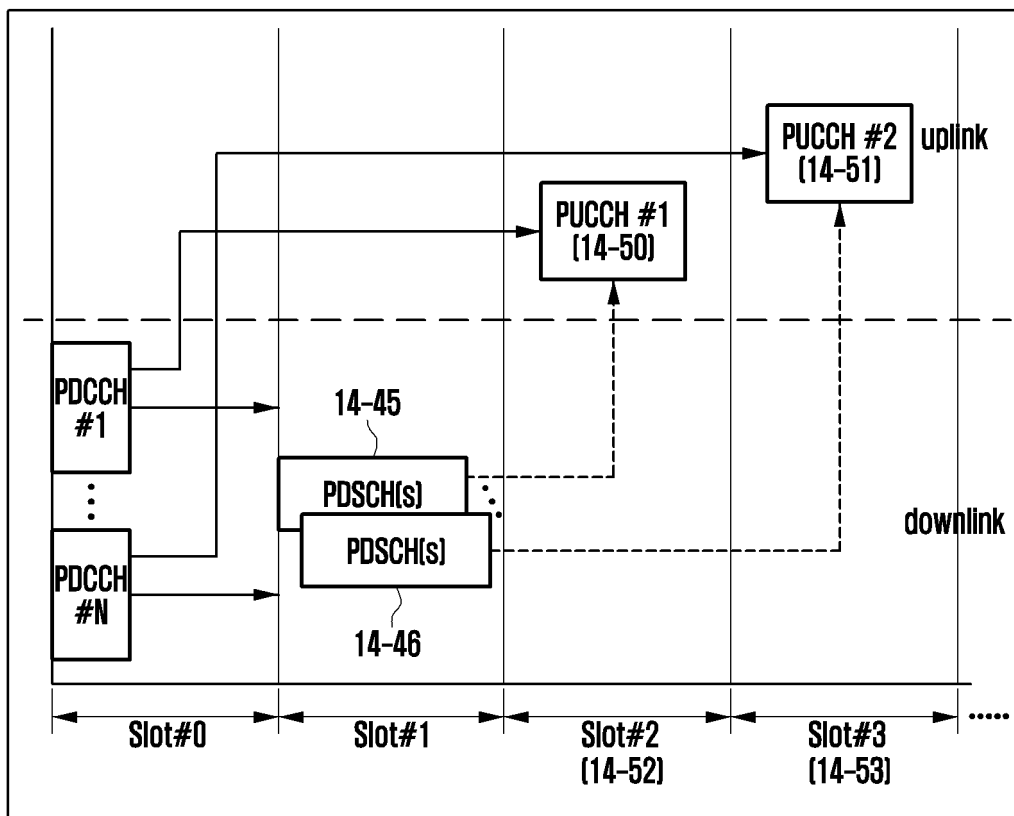 PUCCH #2
(14-51)
uplink
PUCCH #1
(14-50)
PDCCH
#1
14-45
PDSCH(s)
PDSCH(s)
downlink
PDCCH
#N
14-46
Slot#0
Slot#1
Slot#2
(14-52)
Slot#3
(14-53)